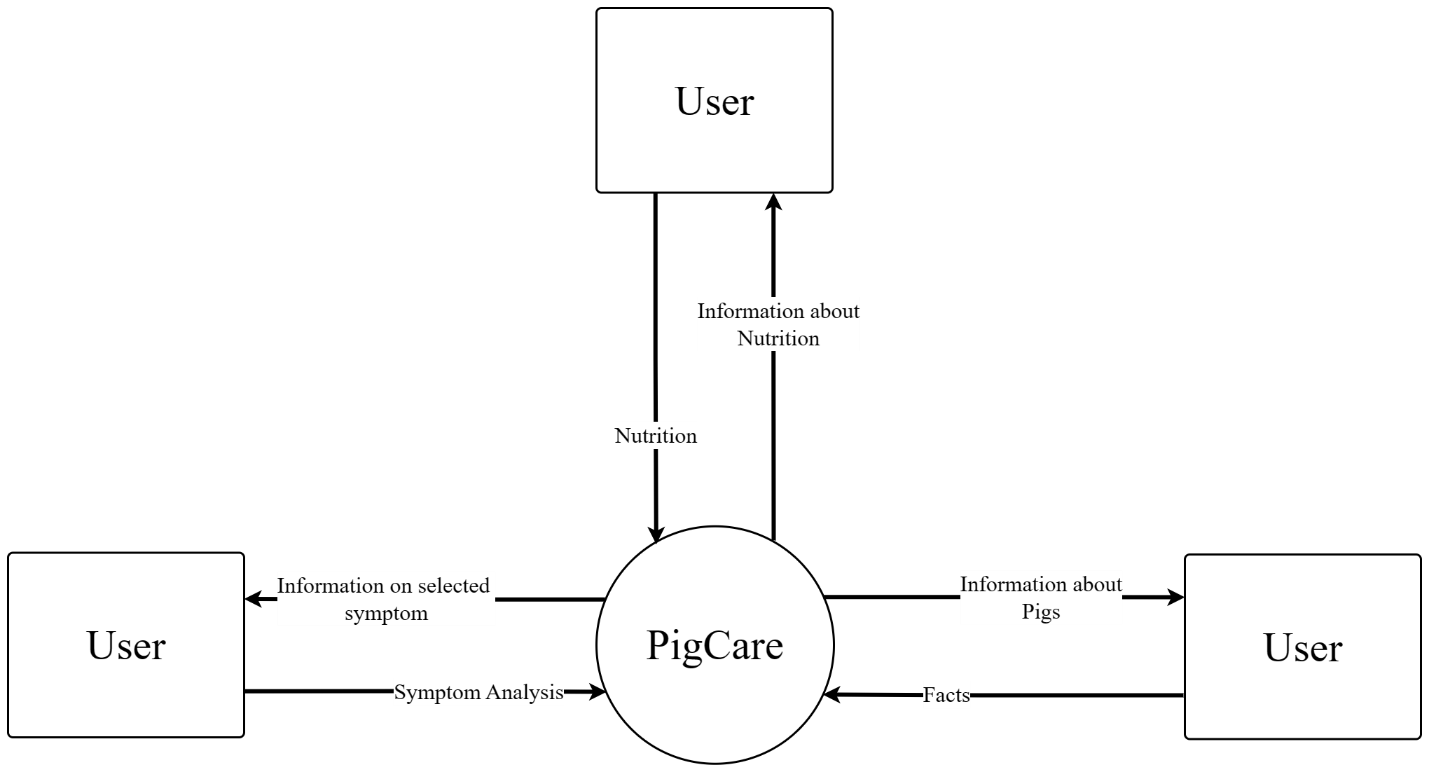 User
Information about
Nutrition
Nutrition
Information on selected
symptom
Information about
Pigs
User
PigCare
User
Symptom Analysis
Facts